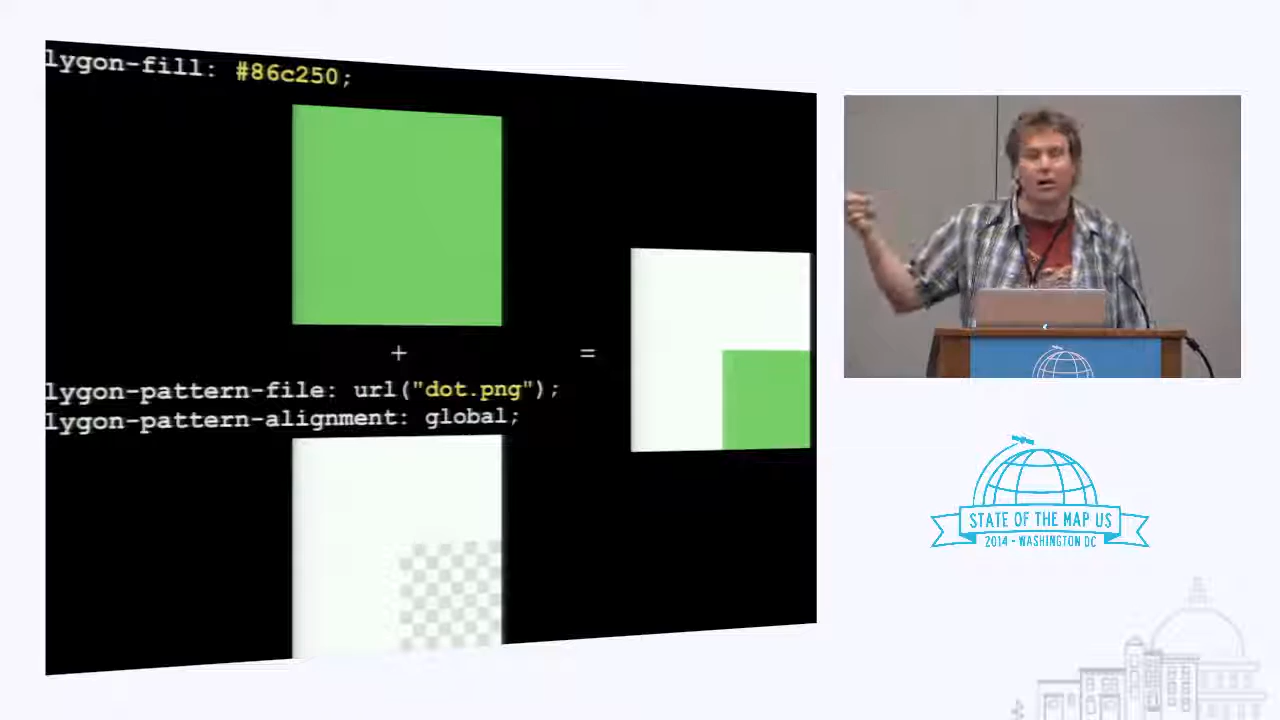 lygon-fill: #86c250;
+
=
lygon-pattern-file: url("dot.png");
lygon-pattern-alignment: global;
STATE OF THE MAP US
2014 - WASHINGTON DC